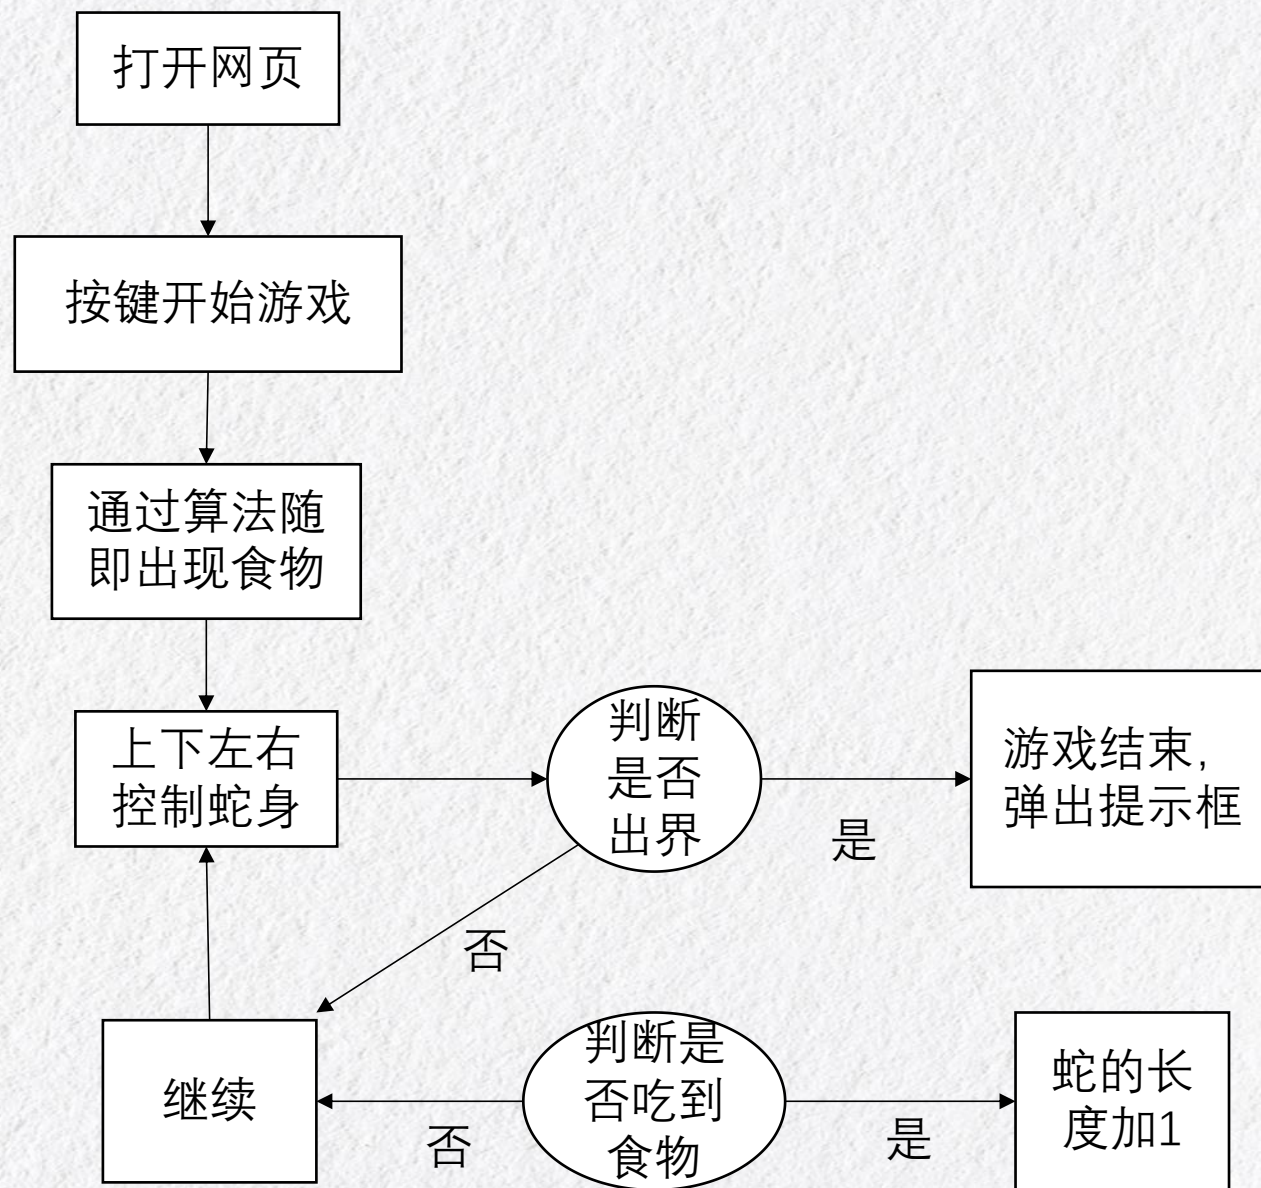 打开网页
按键开始游戏
通过算法随
即出现食物
上下左右
控制蛇身
判断
是否
出界
是
游戏结束，
弹出提示框
否
继续
否
判断是
否吃到
食物
是
蛇的长
度加1